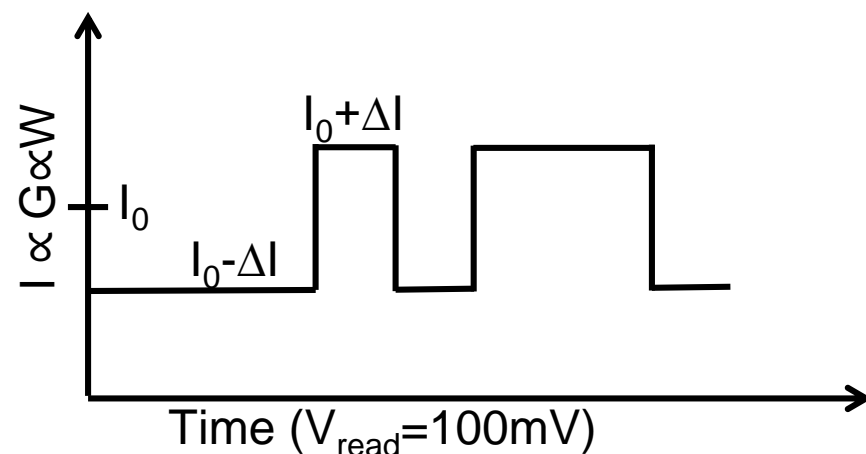 I₀+ΔI
I ∝ G∝W
I₀
I₀-ΔI
Time (Vread=100mV)